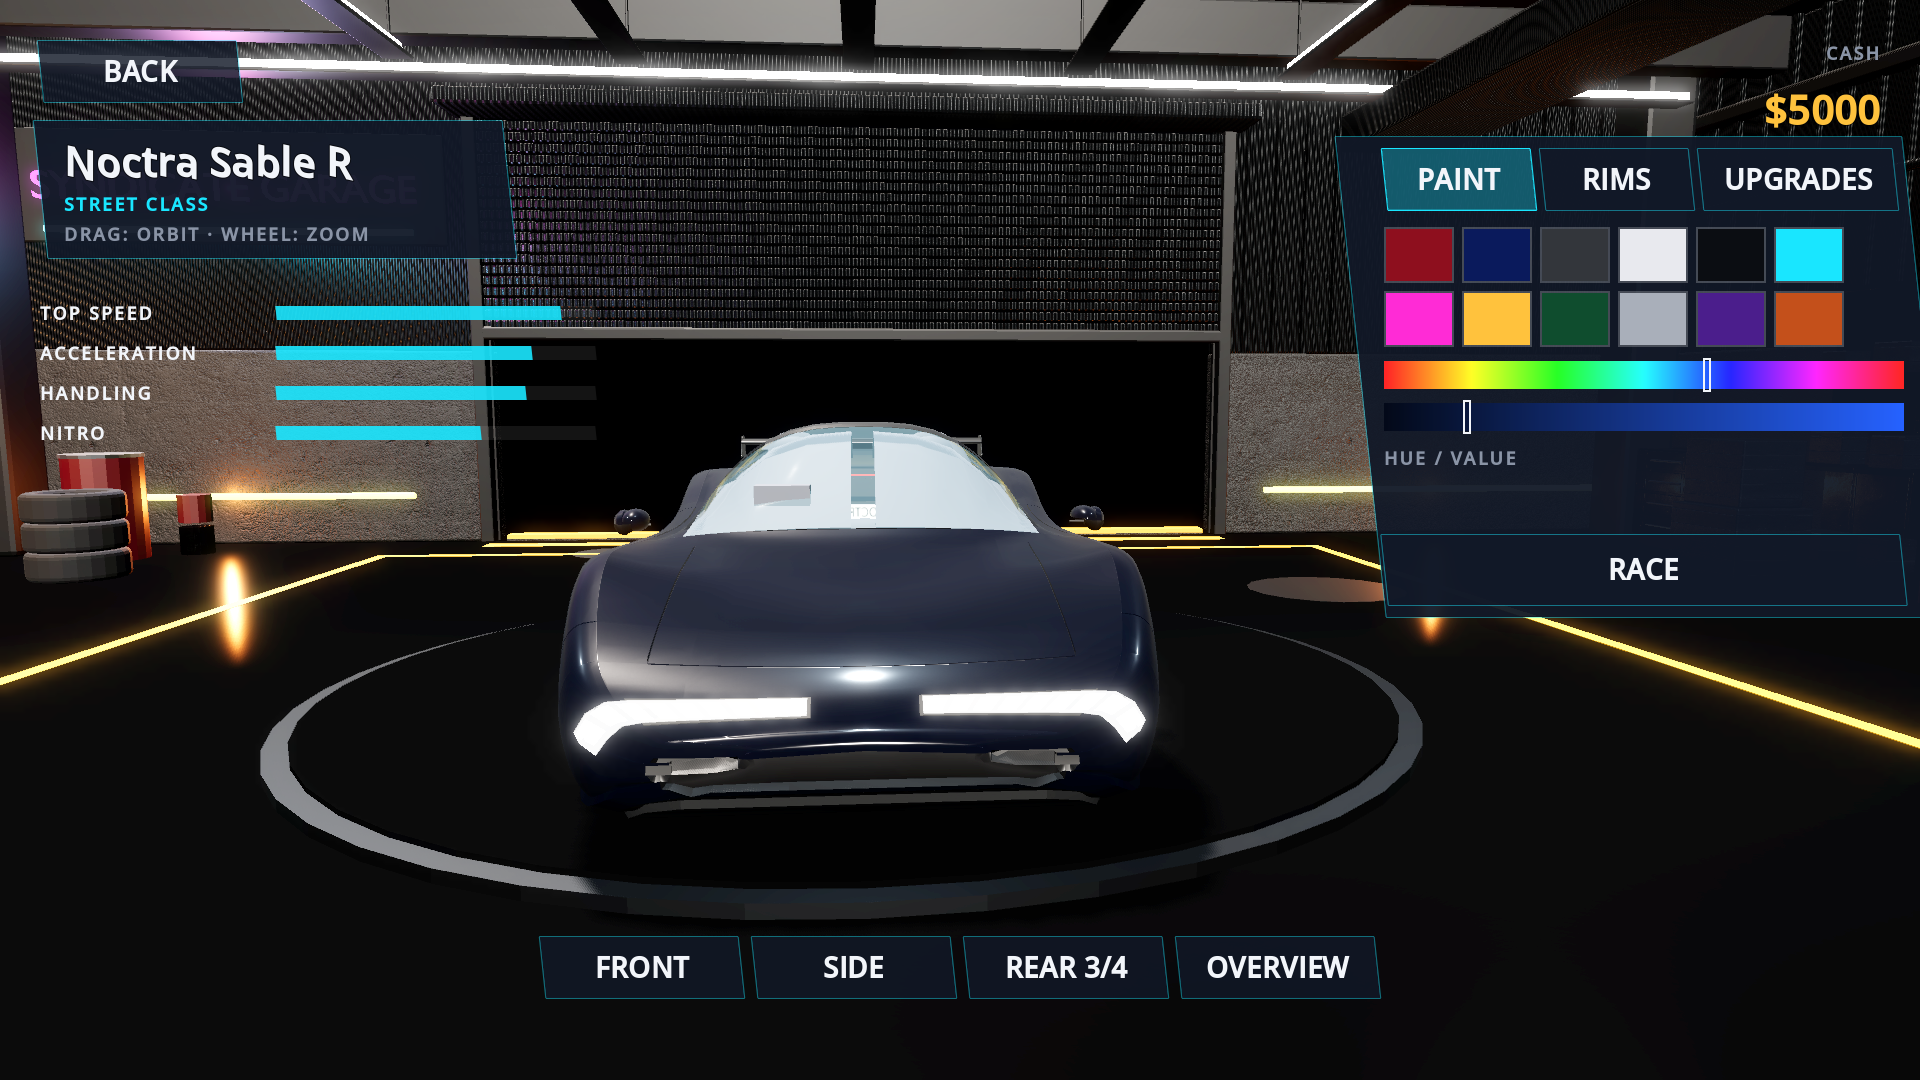 BACK
CASH
$5000
Noctra Sable R
STREET CLASS
DRAG: ORBIT · WHEEL: ZOOM
GARAGE
TOP SPEED
ACCELERATION
HANDLING
NITRO
PAINT
RIMS
UPGRADES
HUE / VALUE
RACE
FRONT
SIDE
REAR 3/4
OVERVIEW